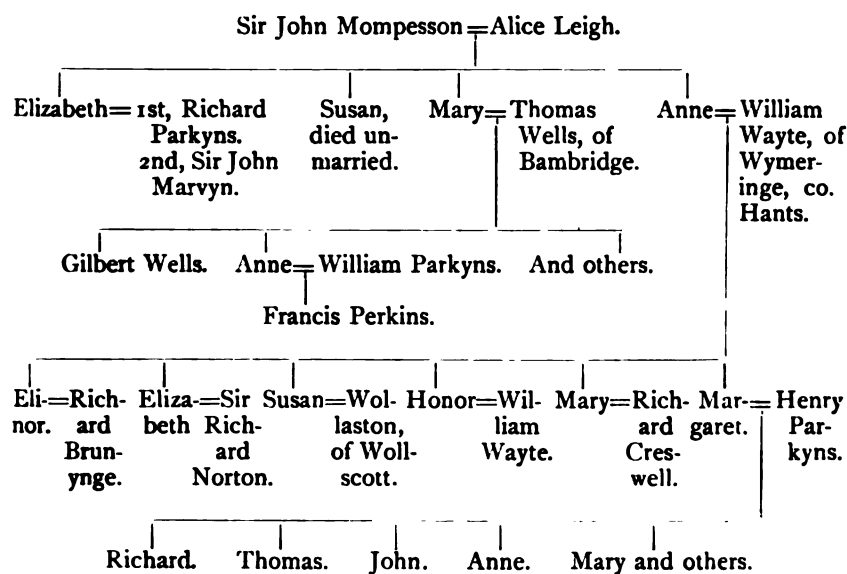 Sir John Mompesson = Alice Leigh.
Elizabeth = 1st, Richard Parkyns. 2nd, Sir John Marvyn.
Susan, died un-
married.
Mary = Thomas
Wells, of
Bambridge.
Anne = William
Wayte, of
Wymer-
inge, co.
Hants.
Gilbert Wells. Anne = William Parkyns. And others.
Francis Perkins.
Eli- = Rich-
nor. ard
Brun-
ynge.
Eliza- = Sir
beth Rich-
ard
Norton.
Susan = Wol-
laston,
of Woll-
scott.
Honor = Wil-
liam
Wayte.
Mary = Rich-
ard
Cres-
well.
Mar- = Henry
garet. Par-
kyns.
Richard. Thomas. John. Anne. Mary and others.